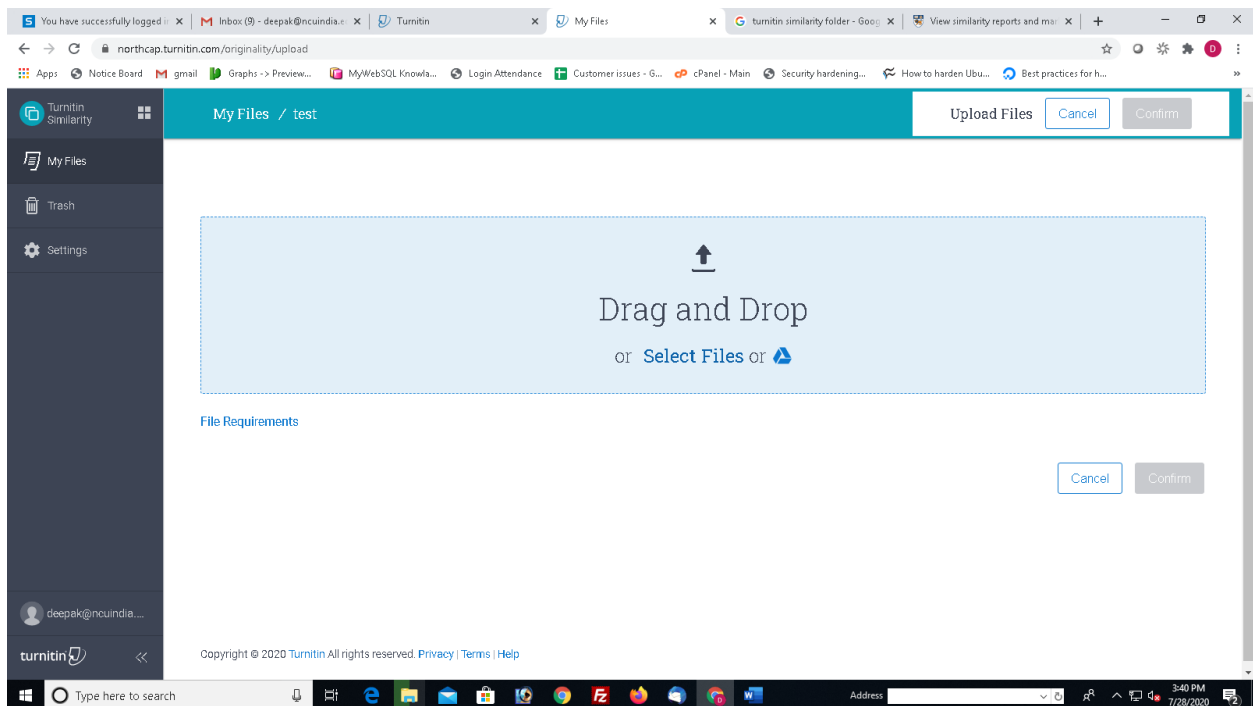 You have successfully logged in
Inbox (9) - deepak@ncuindia.e
Turnitin
My Files
turnitin similarity folder - Goog
View similarity reports and mar
northcap.turnitin.com/originality/upload
Apps
Notice Board
gmail
Graphs -> Preview...
MyWebSQL Knowla...
Login Attendance
Customer issues - G...
cPanel - Main
Security hardening...
How to harden Ubu...
Best practices for h...
Turnitin
Similarity
My Files / test
Upload Files
Cancel
Confirm
My Files
Trash
Settings
Drag and Drop
or Select Files or
File Requirements
Cancel
Confirm
deepak@ncuindia....
turnitin
Copyright © 2020 Turnitin All rights reserved. Privacy | Terms | Help
Type here to search
Address
3:40 PM
7/28/2020